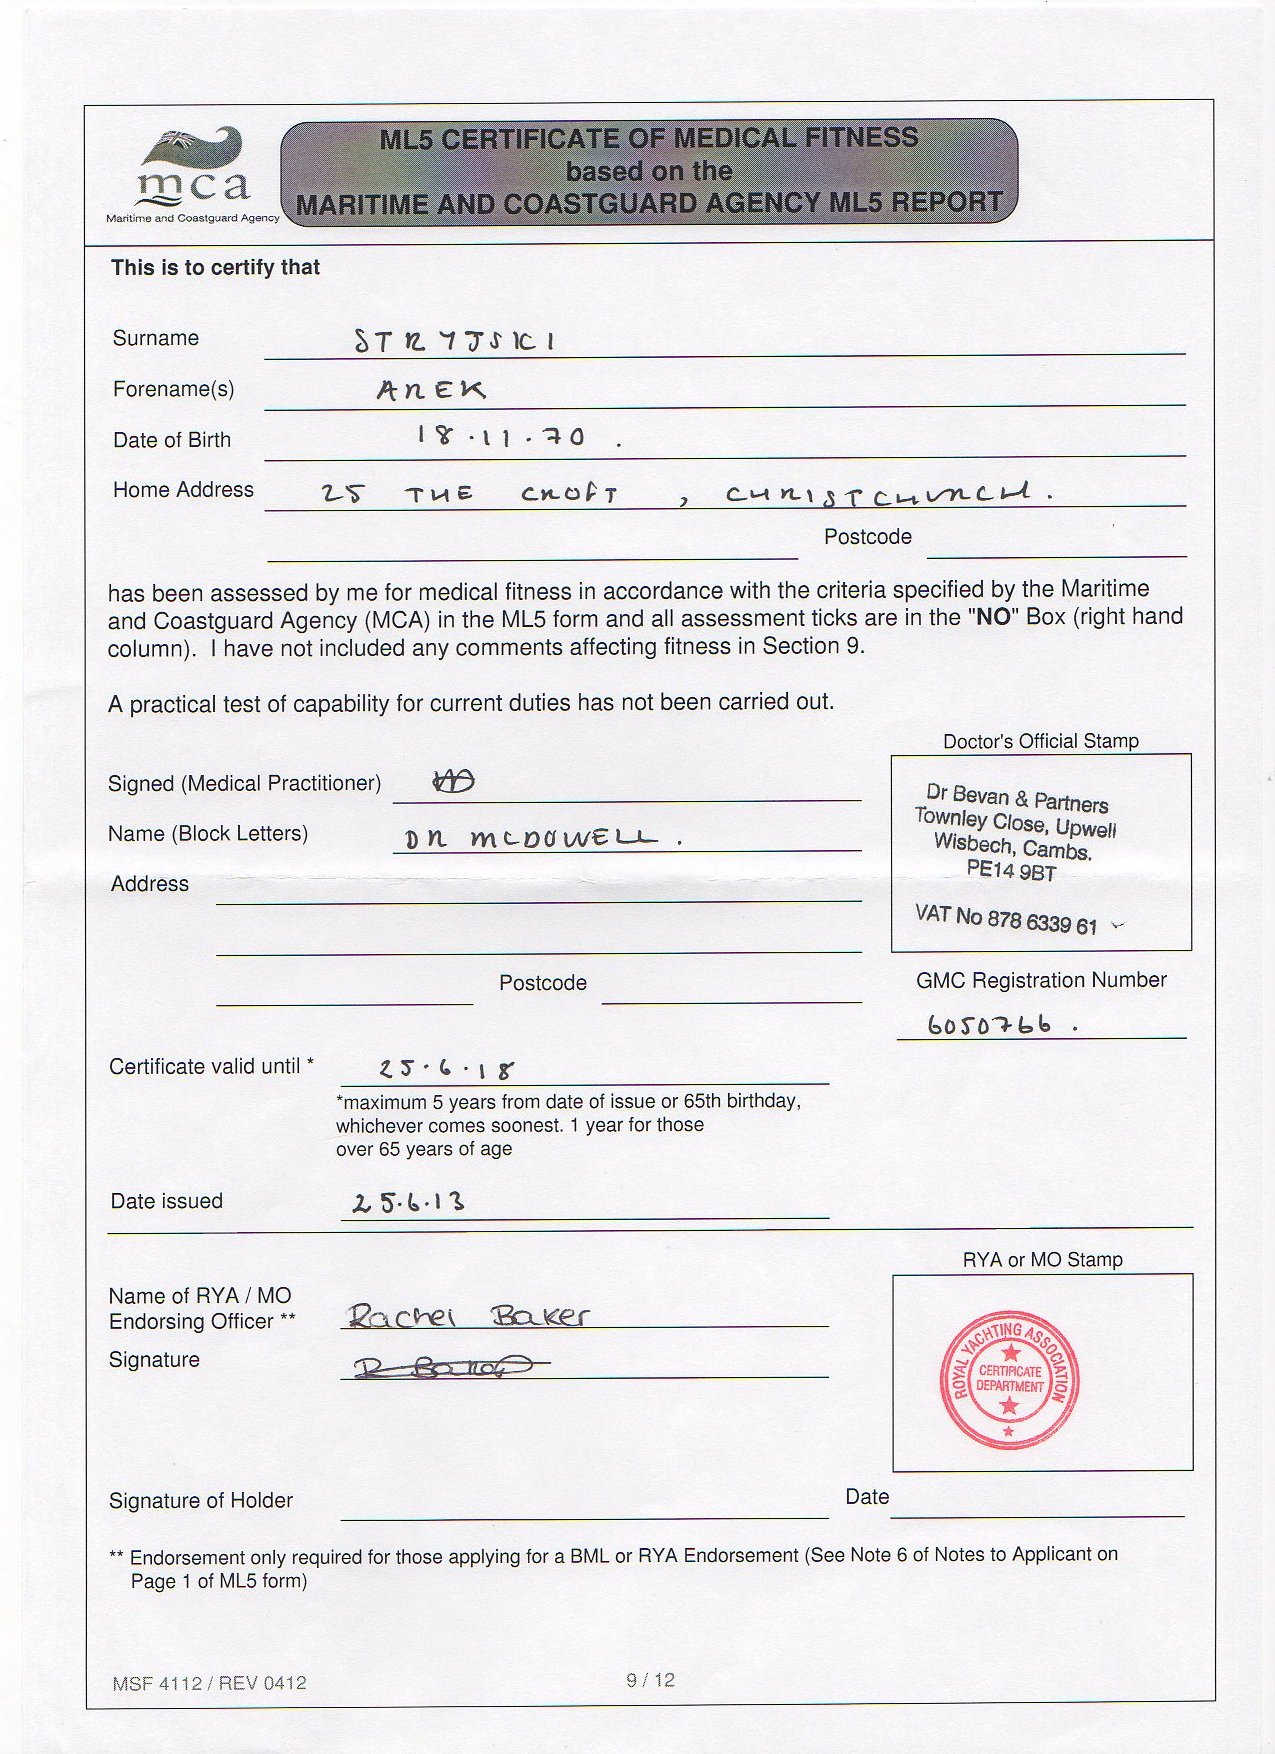 mca
Maritime and Coastguard Agency
ML5 CERTIFICATE OF MEDICAL FITNESS
based on the
MARITIME AND COASTGUARD AGENCY ML5 REPORT
This is to certify that
Surname STRYJSKI
Forename(s) AREK
Date of Birth 18.11.70.
Home Address 25 THE CROFT, CHRISTCHURCH.
Postcode
has been assessed by me for medical fitness in accordance with the criteria specified by the Maritime
and Coastguard Agency (MCA) in the ML5 form and all assessment ticks are in the "NO" Box (right hand
column). I have not included any comments affecting fitness in Section 9.
A practical test of capability for current duties has not been carried out.
Doctor's Official Stamp
Signed (Medical Practitioner)
Name (Block Letters) DR MCDOWELL.
Address
Dr Bevan & Partners
Townley Close, Upwell
Wisbech, Cambs.
PE14 9BT
VAT No 878 6339 61
Postcode
GMC Registration Number
6050766.
Certificate valid until * 25.6.18
*maximum 5 years from date of issue or 65th birthday,
whichever comes soonest. 1 year for those
over 65 years of age
Date issued 25.6.13
RYA or MO Stamp
Name of RYA / MO
Endorsing Officer ** Rachel Baker
Signature R Baker
ROYAL YACHTING ASSOCIATION
CERTIFICATE
DEPARTMENT
Signature of Holder
Date
** Endorsement only required for those applying for a BML or RYA Endorsement (See Note 6 of Notes to Applicant on
Page 1 of ML5 form)
MSF 4112 / REV 0412
9 / 12